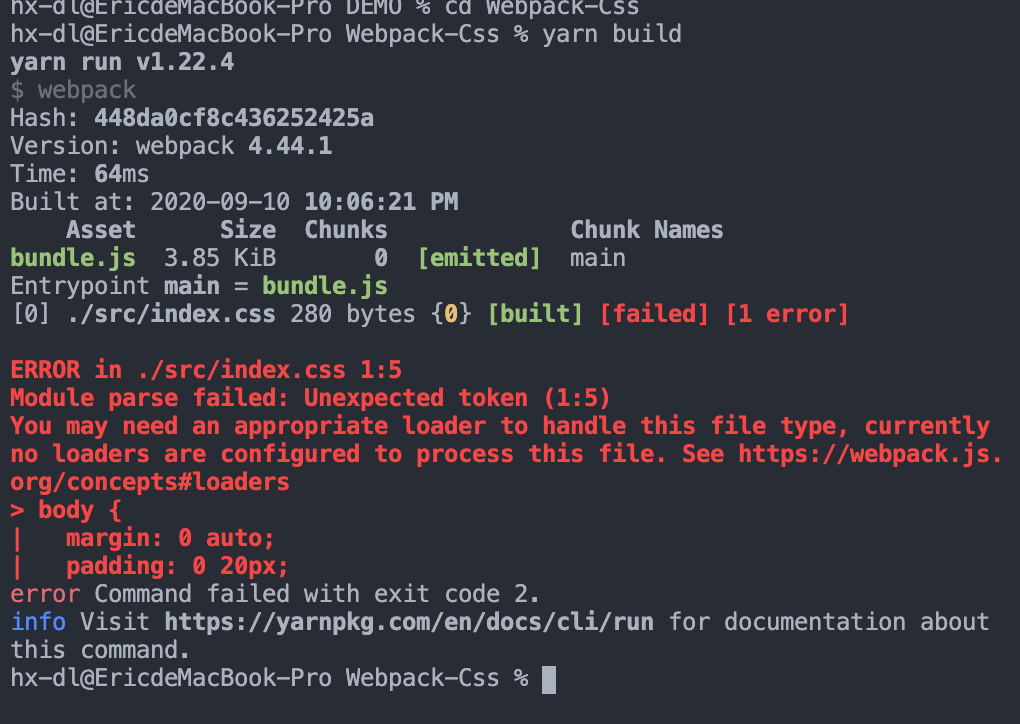 hx-dl@EricdeMacBook-Pro DEMO % cd Webpack-Css
hx-dl@EricdeMacBook-Pro Webpack-Css % yarn build
yarn run v1.22.4
$ webpack
Hash: 448da0cf8c436252425a
Version: webpack 4.44.1
Time: 64ms
Built at: 2020-09-10 10:06:21 PM
    Asset      Size  Chunks             Chunk Names
bundle.js  3.85 KiB       0  [emitted]  main
Entrypoint main = bundle.js
[0] ./src/index.css 280 bytes {0} [built] [failed] [1 error]

ERROR in ./src/index.css 1:5
Module parse failed: Unexpected token (1:5)
You may need an appropriate loader to handle this file type, currently
no loaders are configured to process this file. See https://webpack.js.
org/concepts#loaders
> body {
|   margin: 0 auto;
|   padding: 0 20px;
error Command failed with exit code 2.
info Visit https://yarnpkg.com/en/docs/cli/run for documentation about
this command.
hx-dl@EricdeMacBook-Pro Webpack-Css %